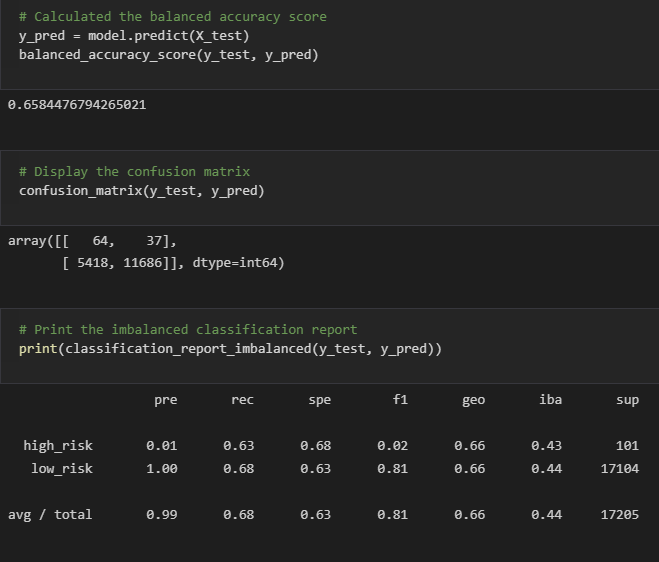 # Calculated the balanced accuracy score
y_pred = model.predict(X_test)
balanced_accuracy_score(y_test, y_pred)
0.6584476794265021
# Display the confusion matrix
confusion_matrix(y_test, y_pred)
array([[   64,    37],
       [ 5418, 11686]], dtype=int64)
# Print the imbalanced classification report
print(classification_report_imbalanced(y_test, y_pred))
                   pre       rec       spe        f1       geo       iba       sup
  high_risk       0.01      0.63      0.68      0.02      0.66      0.43       101
   low_risk       1.00      0.68      0.63      0.81      0.66      0.44     17104
avg / total       0.99      0.68      0.63      0.81      0.66      0.44     17205